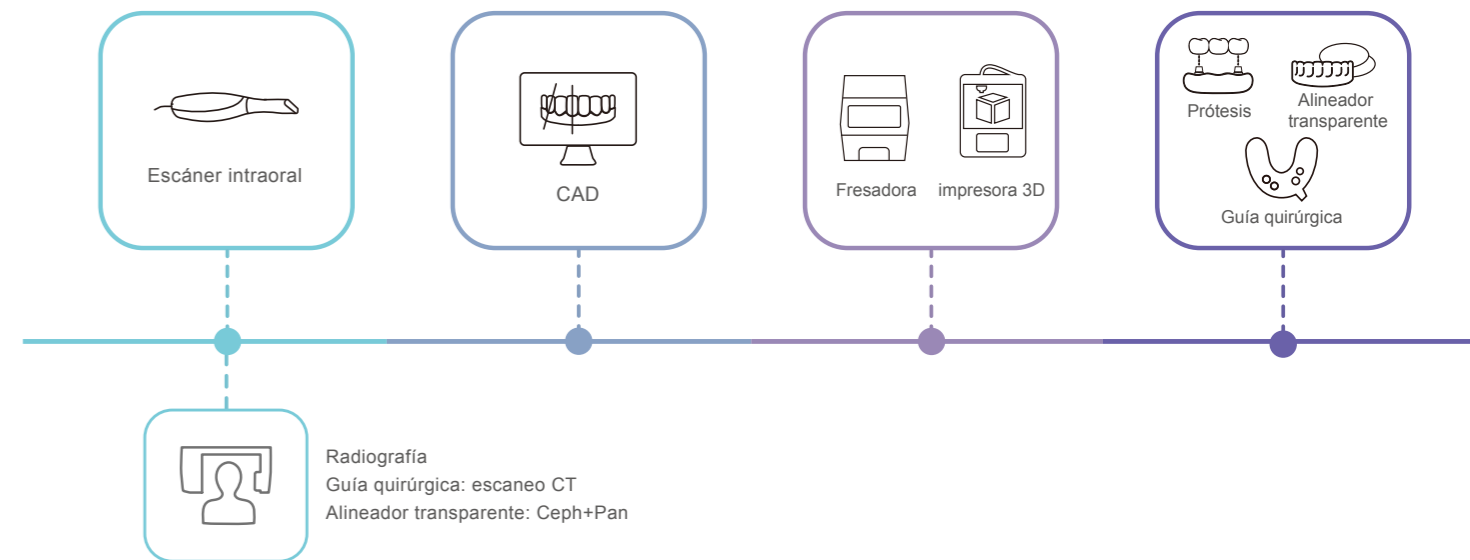 Escáner intraoral
CAD
Fresadora
impresora 3D
Prótesis
Alineador
transparente
Guía quirúrgica
Radiografía
Guía quirúrgica: escaneo CT
Alineador transparente: Ceph+Pan